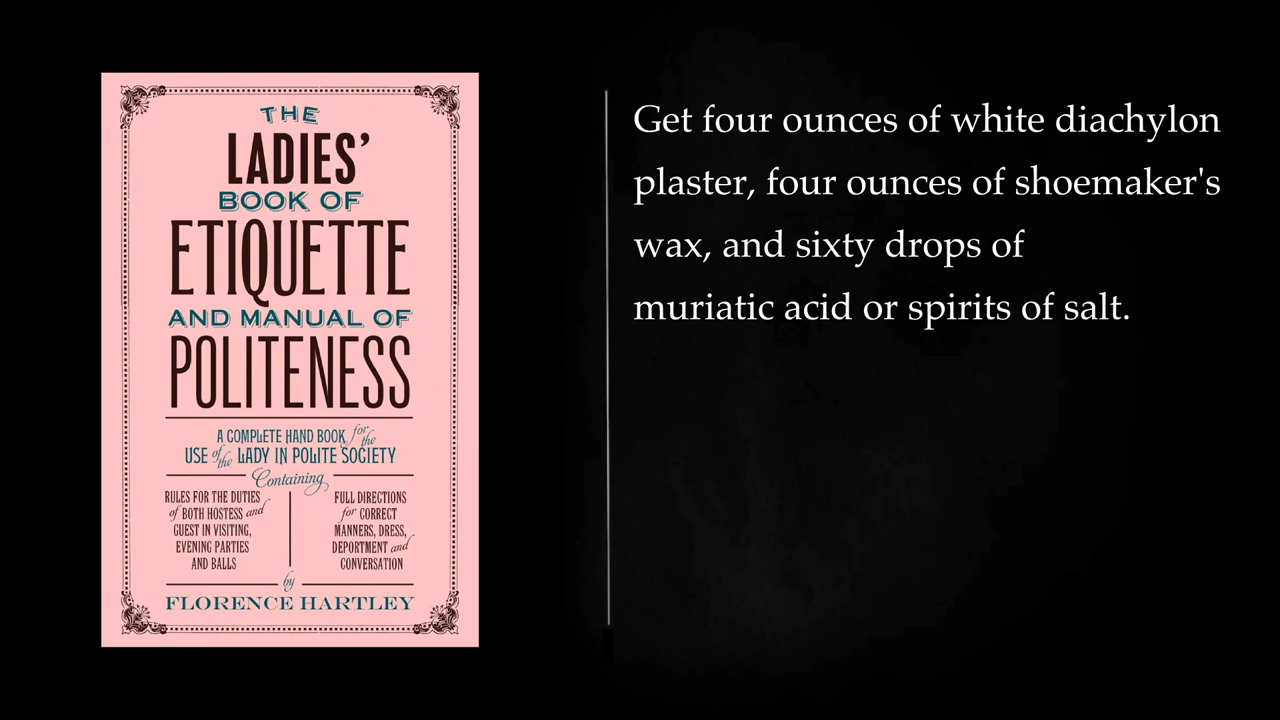 THE
LADIES'
BOOK OF
ETIQUETTE
AND MANUAL OF
POLITENESS
A COMPLETE HAND BOOK for the
USE of the LADY IN POLITE SOCIETY
Containing
RULES FOR THE DUTIES
of BOTH HOSTESS and
GUEST IN VISITING,
EVENING PARTIES
AND BALLS
FULL DIRECTIONS
for CORRECT
MANNERS, DRESS,
DEPORTMENT and
CONVERSATION
by
FLORENCE HARTLEY
Get four ounces of white diachylon
plaster, four ounces of shoemaker's
wax, and sixty drops of
muriatic acid or spirits of salt.